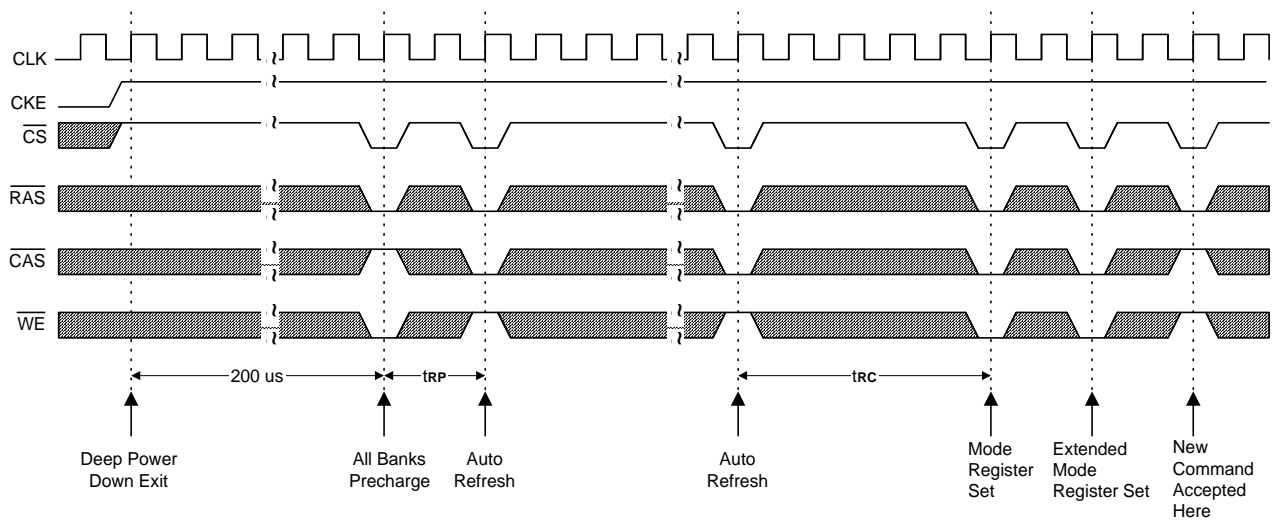 CLK
CKE
CS
RAS
CAS
WE
200 us
tRP
tRC
Deep Power
Down Exit
All Banks
Precharge
Auto
Refresh
Auto
Refresh
Mode
Register
Set
Extended
Mode
Register Set
New
Command
Accepted
Here